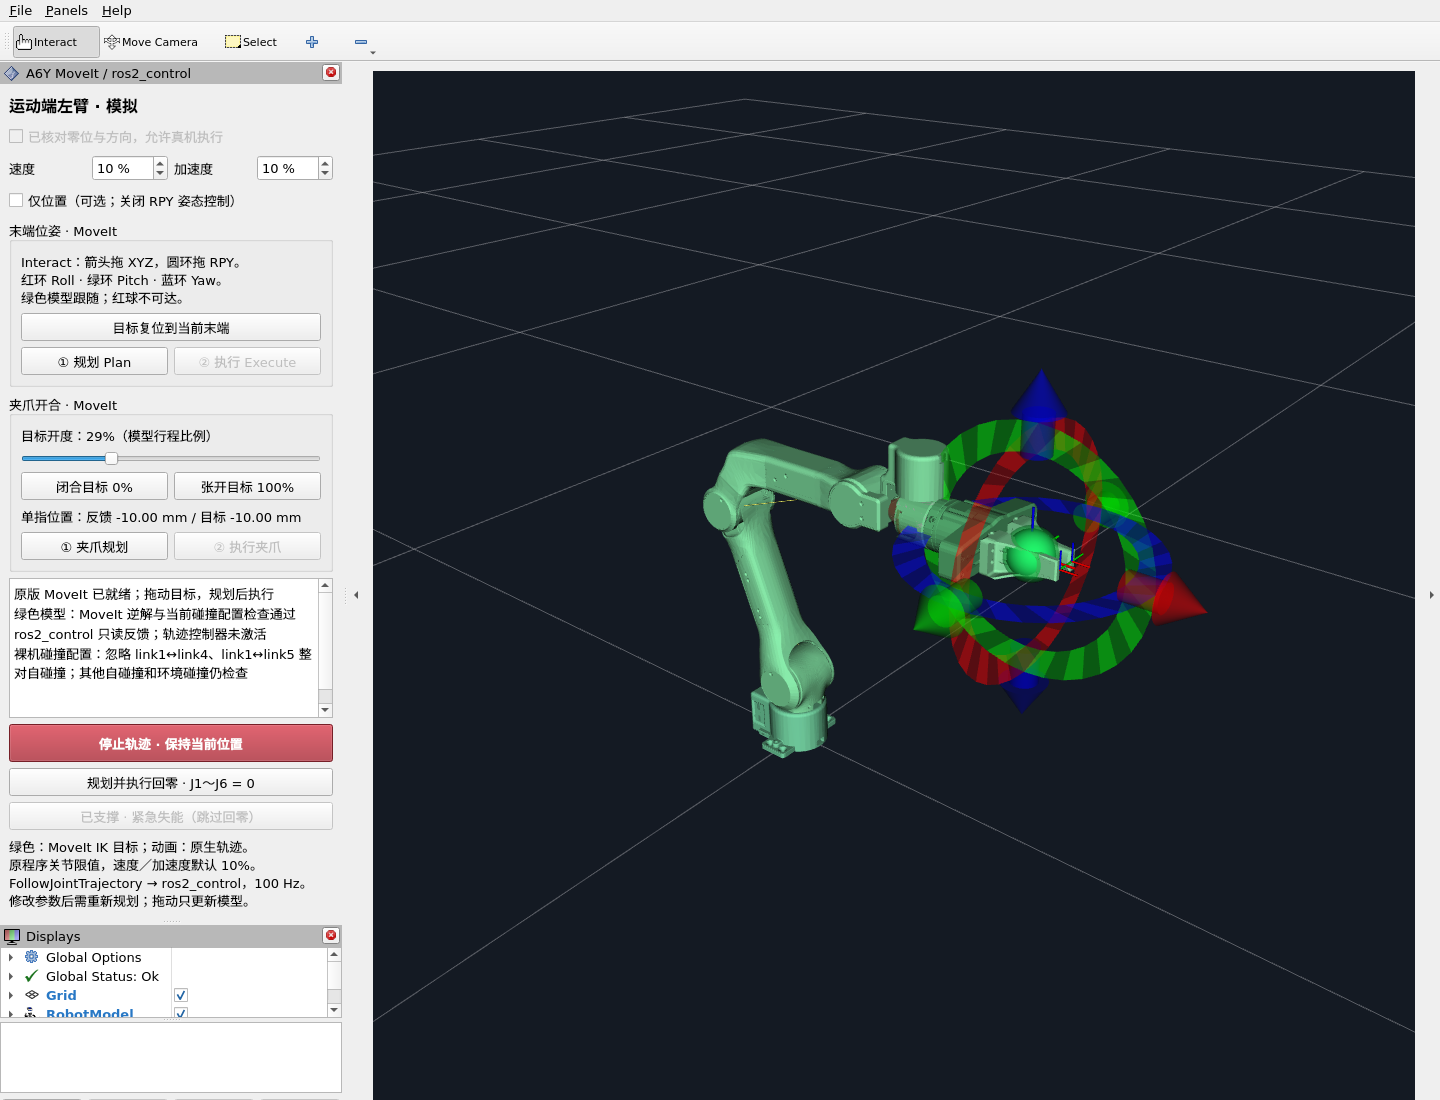 File Panels Help
Interact Move Camera Select
A6Y MoveIt / ros2_control
运动端左臂 · 模拟
已核对零位与方向，允许真机执行
速度 10 % 加速度 10 %
仅位置（可选；关闭 RPY 姿态控制）
末端位姿 · MoveIt
Interact：箭头拖 XYZ，圆环拖 RPY。
红环 Roll · 绿环 Pitch · 蓝环 Yaw。
绿色模型跟随；红球不可达。
目标复位到当前末端
① 规划 Plan ② 执行 Execute
夹爪开合 · MoveIt
目标开度：29%（模型行程比例）
闭合目标 0% 张开目标 100%
单指位置：反馈 -10.00 mm / 目标 -10.00 mm
① 夹爪规划 ② 执行夹爪
原版 MoveIt 已就绪；拖动目标，规划后执行
绿色模型：MoveIt 逆解与当前碰撞配置检查通过
ros2_control 只读反馈；轨迹控制器未激活
裸机碰撞配置：忽略 link1↔link4、link1↔link5 整
对自碰撞；其他自碰撞和环境碰撞仍检查
停止轨迹 · 保持当前位置
规划并执行回零 · J1～J6 = 0
已支撑 · 紧急失能（跳过回零）
绿色：MoveIt IK 目标；动画：原生轨迹。
原程序关节限值，速度／加速度默认 10%。
FollowJointTrajectory → ros2_control，100 Hz。
修改参数后需重新规划；拖动只更新模型。
Displays
Global Options
Global Status: Ok
Grid
RobotModel